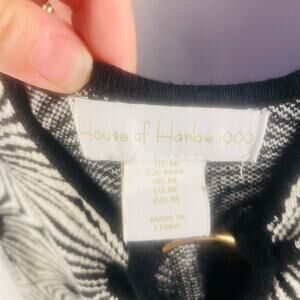 House of Harlow 1960
US: M
CA: M/M
UK: M
EU: M
AU: M
MADE IN
CHINA